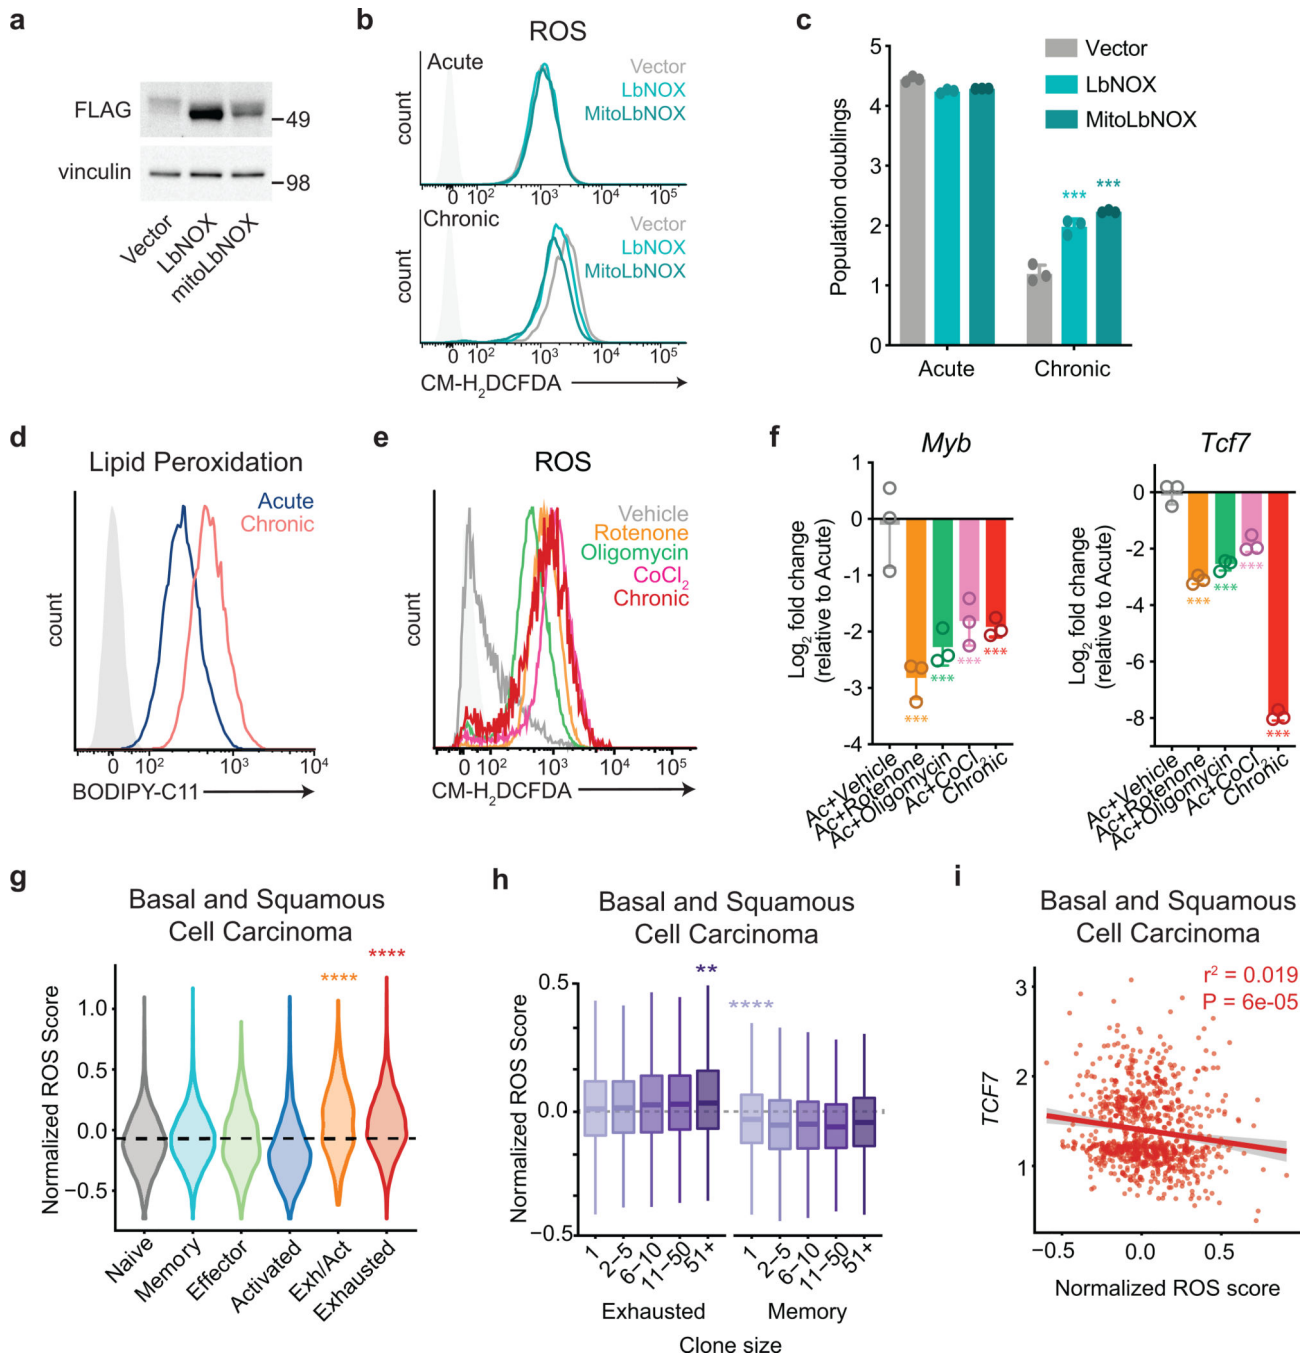 a
FLAG
−49
vinculin
−98
Vector
LbNOX
mitoLbNOX
b
ROS
Acute
Vector
LbNOX
MitoLbNOX
count
0 10² 10³ 10⁴ 10⁵
Chronic
Vector
LbNOX
MitoLbNOX
count
0 10² 10³ 10⁴ 10⁵
CM-H₂DCFDA
c
Vector
LbNOX
MitoLbNOX
Population doublings
5
4
3
2
1
0
***
***
Acute Chronic
d
Lipid Peroxidation
Acute
Chronic
count
0 10² 10³ 10⁴
BODIPY-C11
e
ROS
Vehicle
Rotenone
Oligomycin
CoCl₂
Chronic
count
0 10² 10³ 10⁴ 10⁵
CM-H₂DCFDA
f
Myb
Log₂ fold change
(relative to Acute)
1
0
-1
-2
-3
-4
***
***
***
***
Ac+Vehicle
Ac+Rotenone
Ac+Oligomycin
Ac+CoCl₂
Chronic
Tcf7
Log₂ fold change
(relative to Acute)
0
-2
-4
-6
-8
***
***
***
***
Ac+Vehicle
Ac+Rotenone
Ac+Oligomycin
Ac+CoCl₂
Chronic
g
Basal and Squamous
Cell Carcinoma
Normalized ROS Score
1.0
0.5
0.0
−0.5
****
****
Naive
Memory
Effector
Activated
Exh/Act
Exhausted
h
Basal and Squamous
Cell Carcinoma
Normalized ROS Score
0.5
0.0
−0.5
**
****
1
2−5
6−10
11−50
51+
1
2−5
6−10
11−50
51+
Exhausted Memory
Clone size
i
Basal and Squamous
Cell Carcinoma
r² = 0.019
P = 6e-05
TCF7
3
2
1
−0.5 0.0 0.5
Normalized ROS score